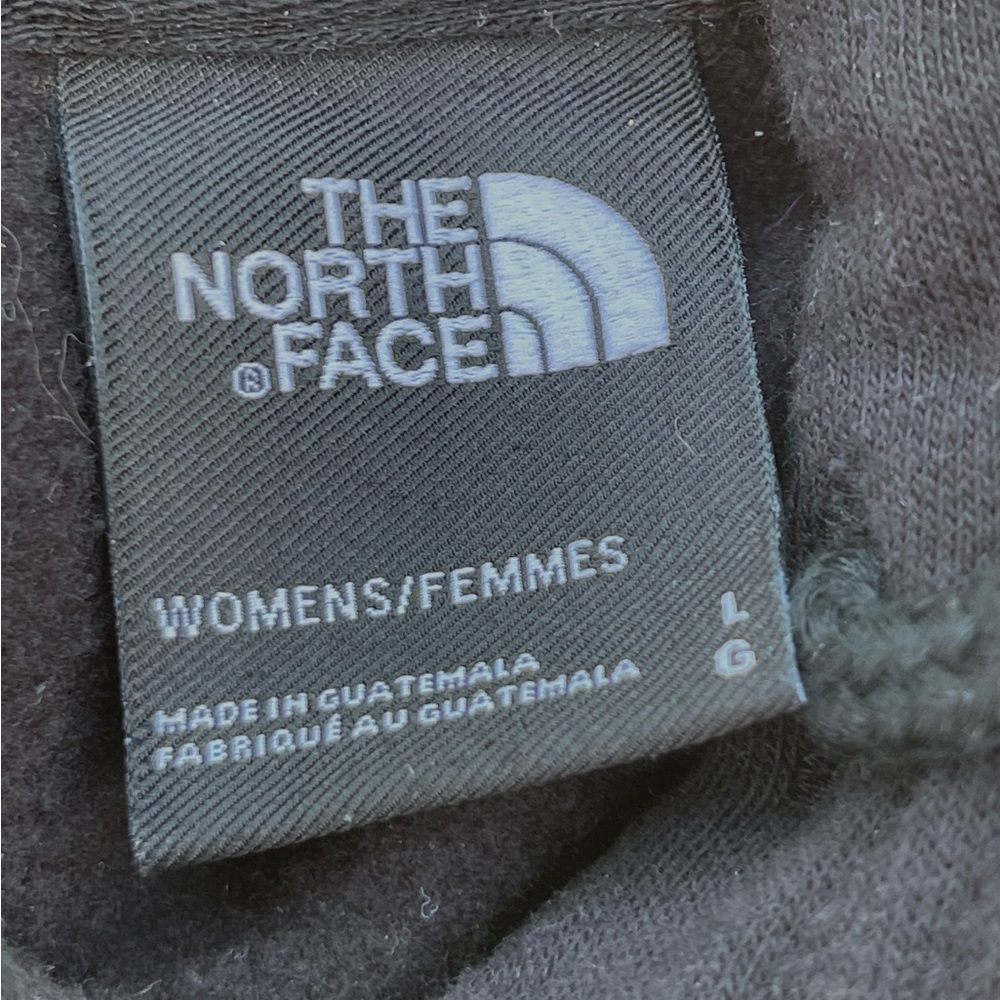 THE
NORTH
®FACE
WOMENS/FEMMES
L
G
MADE IN GUATEMALA
FABRIQUÉ AU GUATEMALA